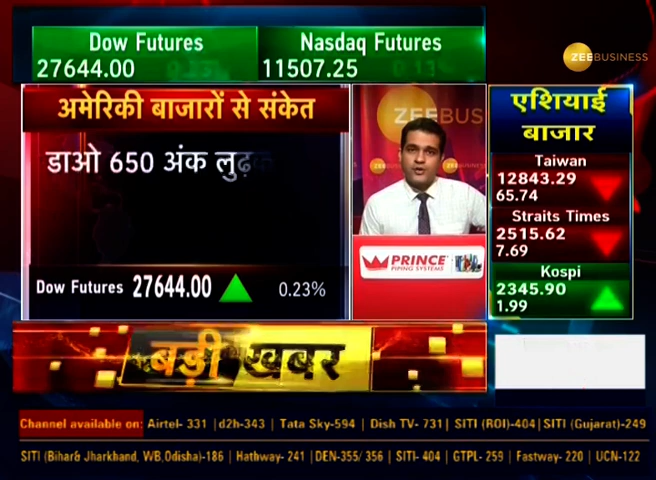 Dow Futures
27644.00
Nasdaq Futures
11507.25
ZEEBUSINESS
अमेरिकी बाजारों से संकेत
डाओ 650 अंक
Dow Futures 27644.00 0.23%
ZEEBUS
PRINCE
PIPING SYSTEMS
एशियाई
बाजार
Taiwan
12843.29
65.74
Straits Times
2515.62
7.69
Kospi
2345.90
1.99
बड़ी खबर
Channel available on: Airtel- 331 | d2h-343 | Tata Sky-594 | Dish TV- 731 | SITI (ROI)-404 | SITI (Gujarat)-249
SITI (Bihar& Jharkhand, WB,Odisha)-186 | Hathway- 241 |DEN-355/ 356 | SITI- 404 | GTPL- 259 | Fastway- 220 | UCN-122